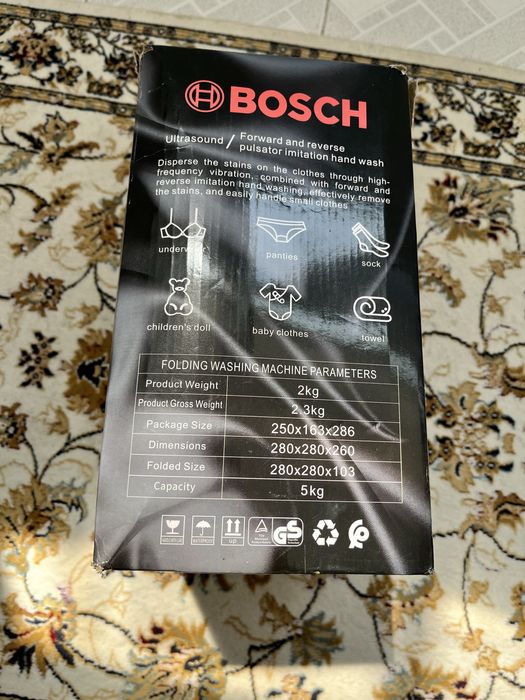 BOSCH
Ultrasound / Forward and reverse
pulsator imitation hand wash
Disperse the stains on the clothes through high-
frequency vibration, combined with forward and
reverse imitation hand washing, effectively remove
the stains, and easily handle small clothes
underwear
panties
sock
children's doll
baby clothes
towel
FOLDING WASHING MACHINE PARAMETERS
Product Weight 2kg
Product Gross Weight 2.3kg
Package Size 250x163x286
Dimensions 280x280x260
Folded Size 280x280x103
Capacity 5kg
up
GS